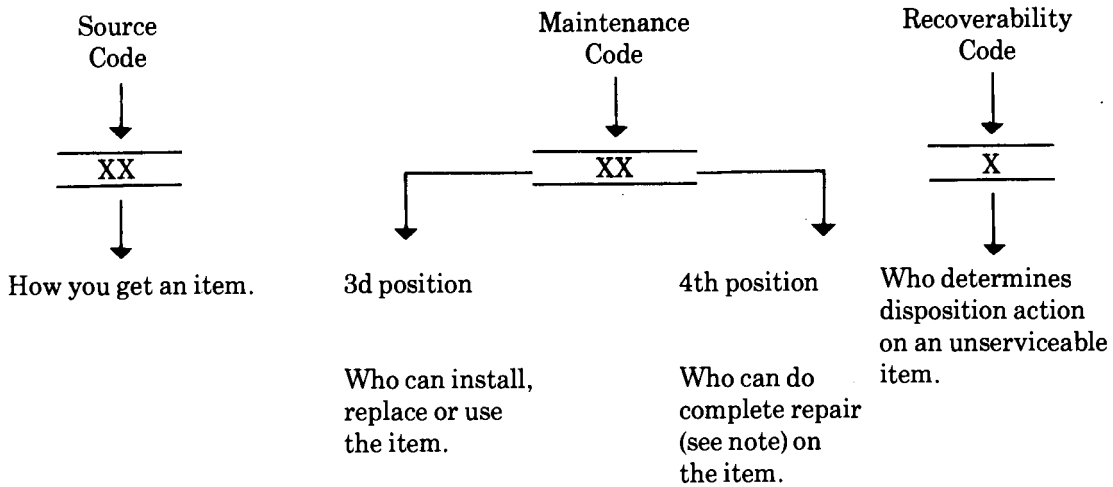 Source
Code
Maintenance
Code
Recoverability
Code
XX
XX
X
How you get an item.
3d position
4th position
Who determines
disposition action
on an unserviceable
item.
Who can install,
replace or use
the item.
Who can do
complete repair
(see note) on
the item.